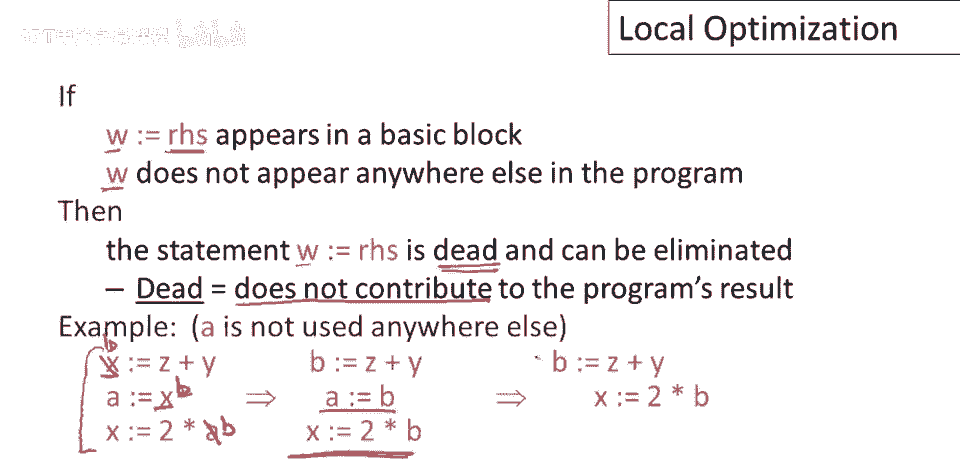 Local Optimization
If
w := rhs appears in a basic block
w does not appear anywhere else in the program
Then
the statement w := rhs is dead and can be eliminated
– Dead = does not contribute to the program's result
Example: (a is not used anywhere else)
b
x := z + y b := z + y b := z + y
a := x b ⇒ a := b ⇒ x := 2 * b
x := 2 * a b x := 2 * b